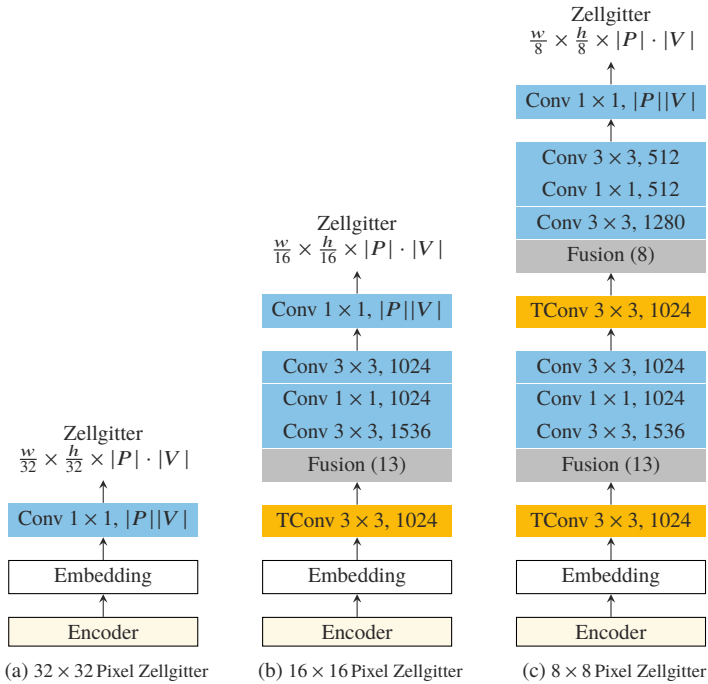 Zellgitter
w/32 × h/32 × |P| · |V|
Conv 1 × 1, |P||V|
Embedding
Encoder
(a) 32 × 32 Pixel Zellgitter
Zellgitter
w/16 × h/16 × |P| · |V|
Conv 1 × 1, |P||V|
Conv 3 × 3, 1024
Conv 1 × 1, 1024
Conv 3 × 3, 1536
Fusion (13)
TConv 3 × 3, 1024
Embedding
Encoder
(b) 16 × 16 Pixel Zellgitter
Zellgitter
w/8 × h/8 × |P| · |V|
Conv 1 × 1, |P||V|
Conv 3 × 3, 512
Conv 1 × 1, 512
Conv 3 × 3, 1280
Fusion (8)
TConv 3 × 3, 1024
Conv 3 × 3, 1024
Conv 1 × 1, 1024
Conv 3 × 3, 1536
Fusion (13)
TConv 3 × 3, 1024
Embedding
Encoder
(c) 8 × 8 Pixel Zellgitter